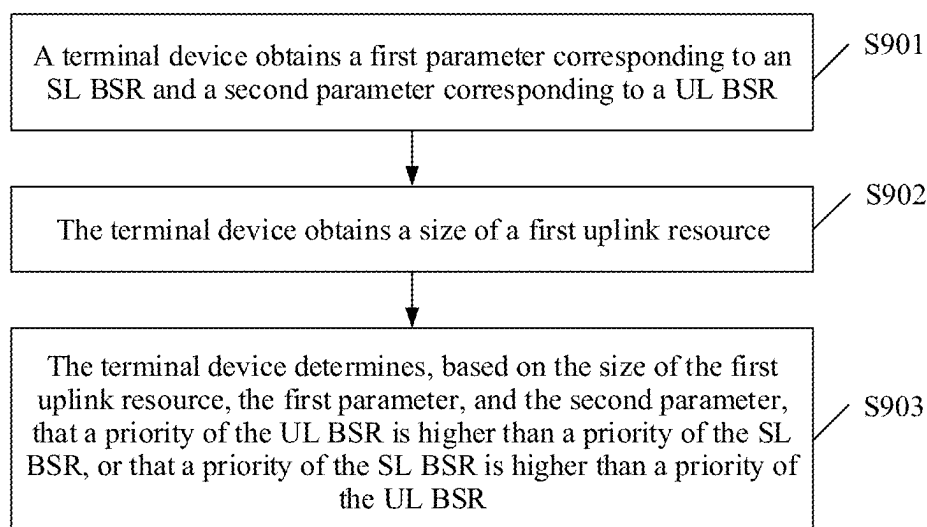 A terminal device obtains a first parameter corresponding to an
SL BSR and a second parameter corresponding to a UL BSR
S901
The terminal device obtains a size of a first uplink resource
S902
The terminal device determines, based on the size of the first
uplink resource, the first parameter, and the second parameter,
that a priority of the UL BSR is higher than a priority of the SL
BSR, or that a priority of the SL BSR is higher than a priority of
the UL BSR
S903